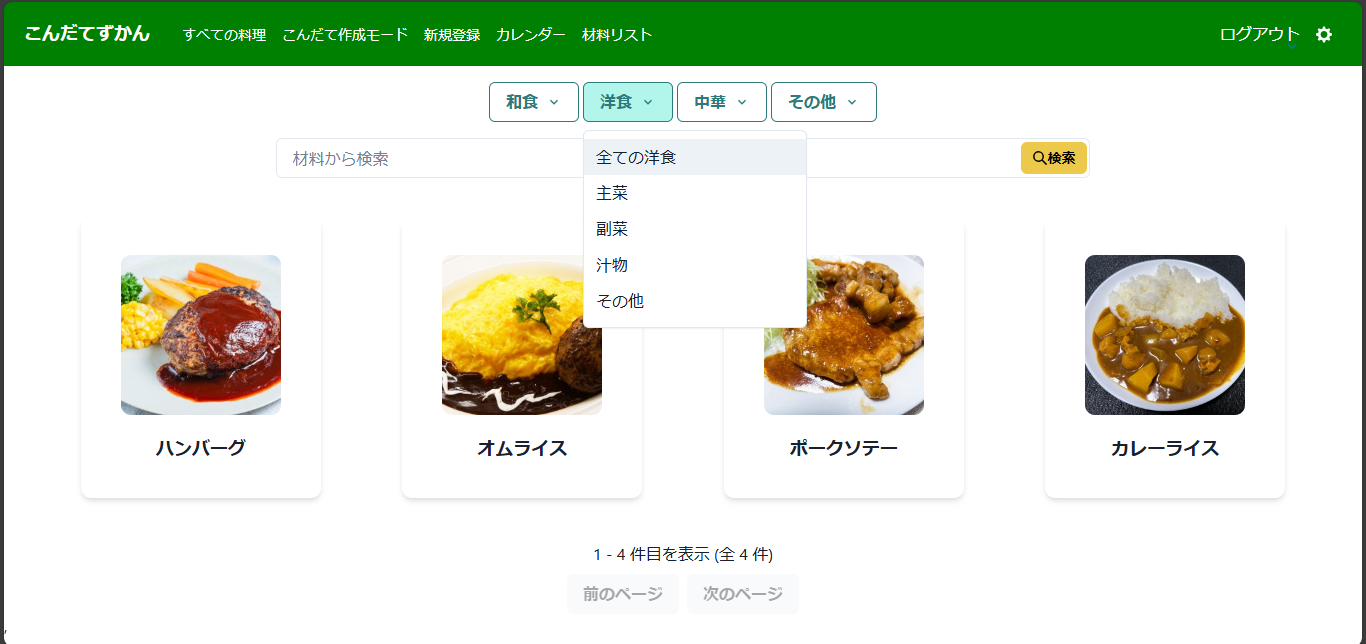 こんだてずかん すべての料理 こんだて作成モード 新規登録 カレンダー 材料リスト ログアウト
和食 洋食 中華 その他
材料から検索 検索
全ての洋食
主菜
副菜
汁物
その他
ハンバーグ オムライス ポークソテー カレーライス
1 - 4 件目を表示 (全 4 件)
前のページ 次のページ